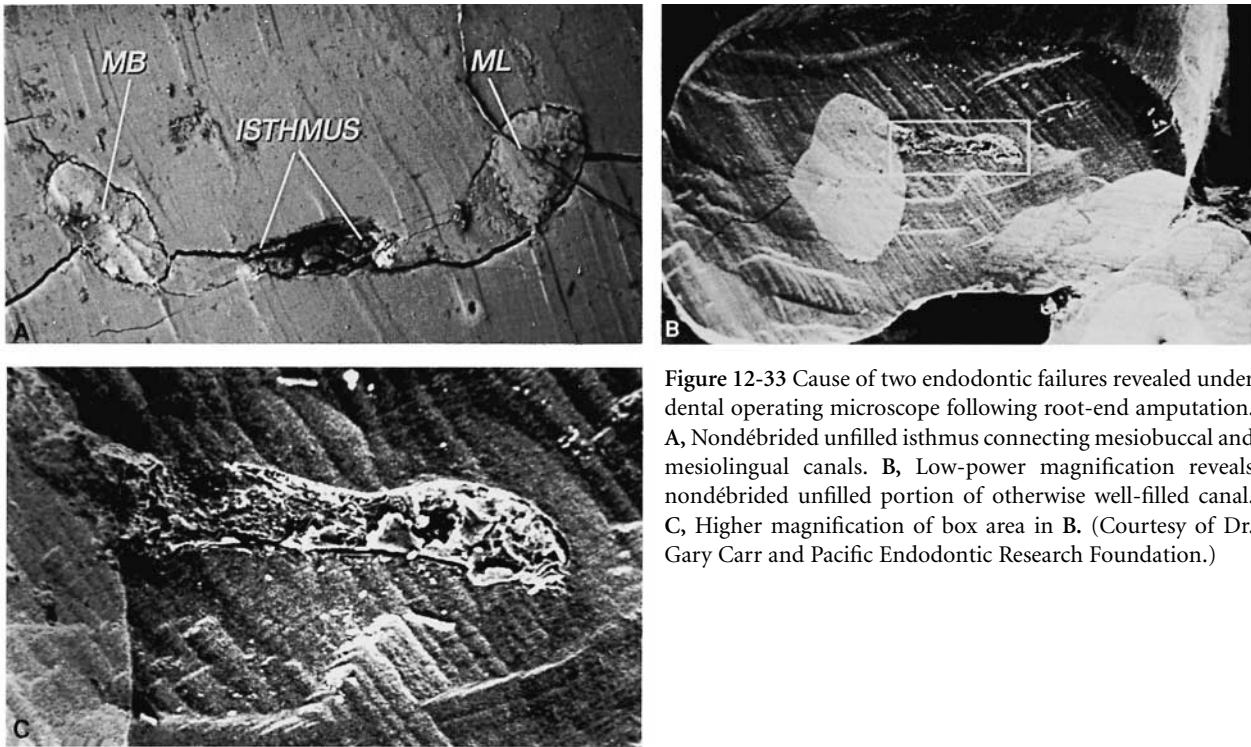 MB
ML
ISTHMUS
A
B
C
Figure 12-33 Cause of two endodontic failures revealed under
dental operating microscope following root-end amputation.
A, Nondébrided unfilled isthmus connecting mesiobuccal and
mesiolingual canals. B, Low-power magnification reveals
nondébrided unfilled portion of otherwise well-filled canal.
C, Higher magnification of box area in B. (Courtesy of Dr.
Gary Carr and Pacific Endodontic Research Foundation.)